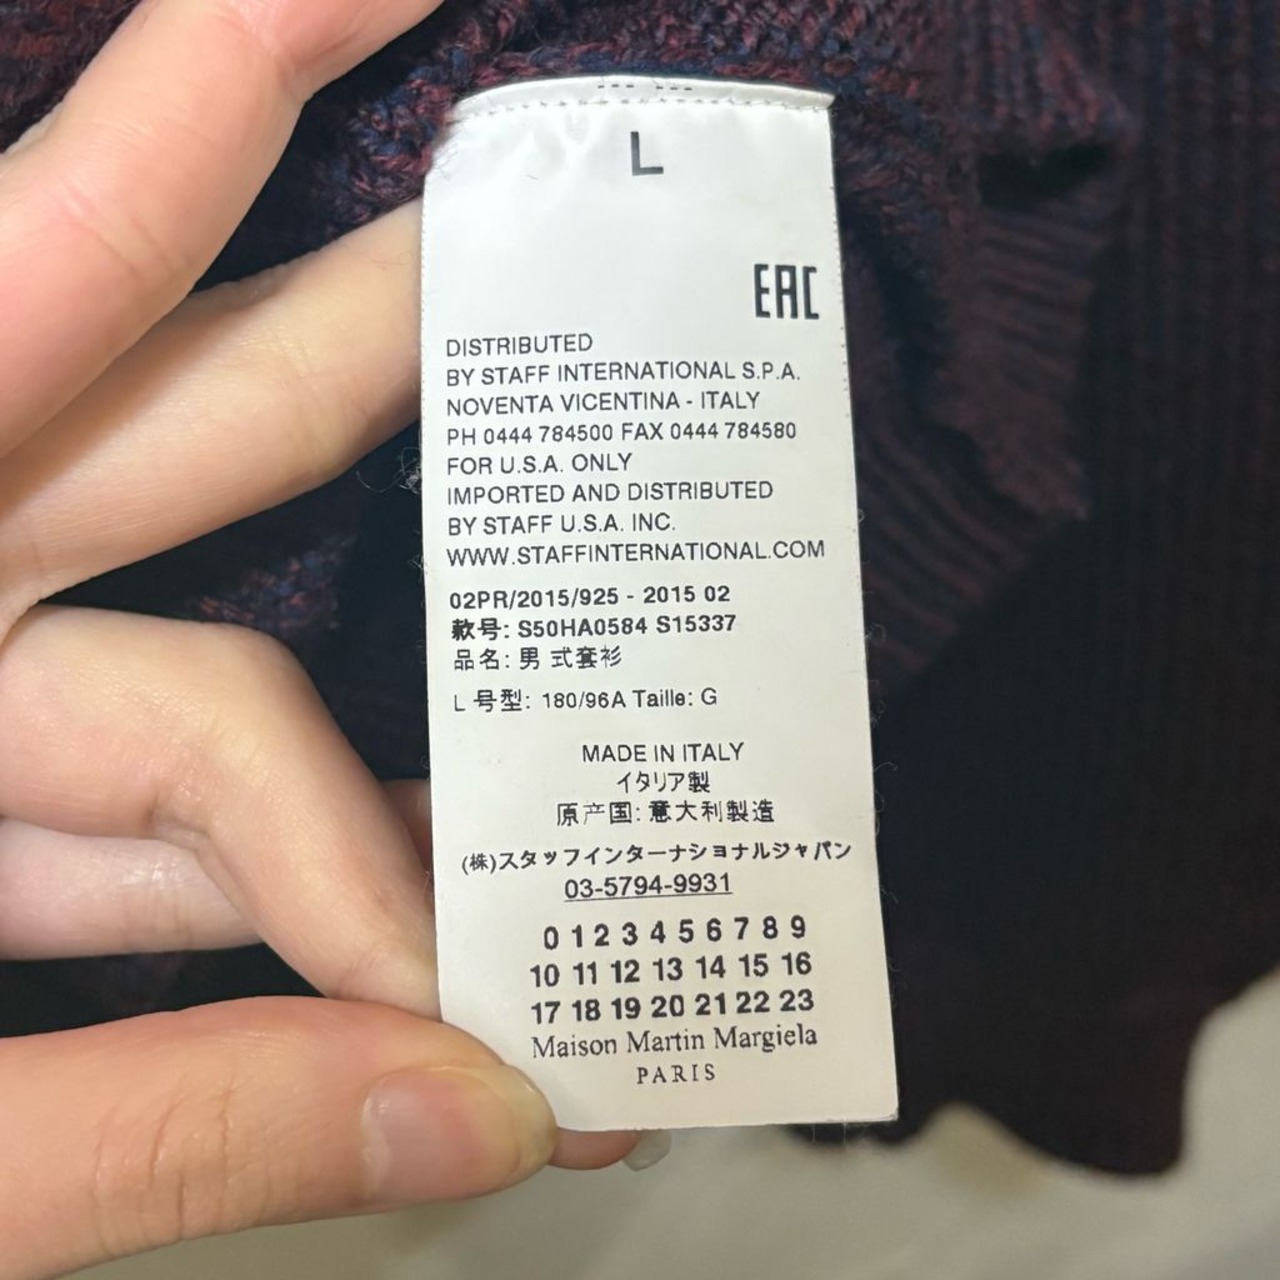 L
EAC
DISTRIBUTED
BY STAFF INTERNATIONAL S.P.A.
NOVENTA VICENTINA - ITALY
PH 0444 784500 FAX 0444 784580
FOR U.S.A. ONLY
IMPORTED AND DISTRIBUTED
BY STAFF U.S.A. INC.
WWW.STAFFINTERNATIONAL.COM
02PR/2015/925 - 2015 02
款号: S50HA0584 S15337
品名: 男 式套衫
L 号型: 180/96A Taille: G
MADE IN ITALY
イタリア製
原产国: 意大利製造
(株)スタッフインターナショナルジャパン
03-5794-9931
0 1 2 3 4 5 6 7 8 9
10 11 12 13 14 15 16
17 18 19 20 21 22 23
Maison Martin Margiela
PARIS